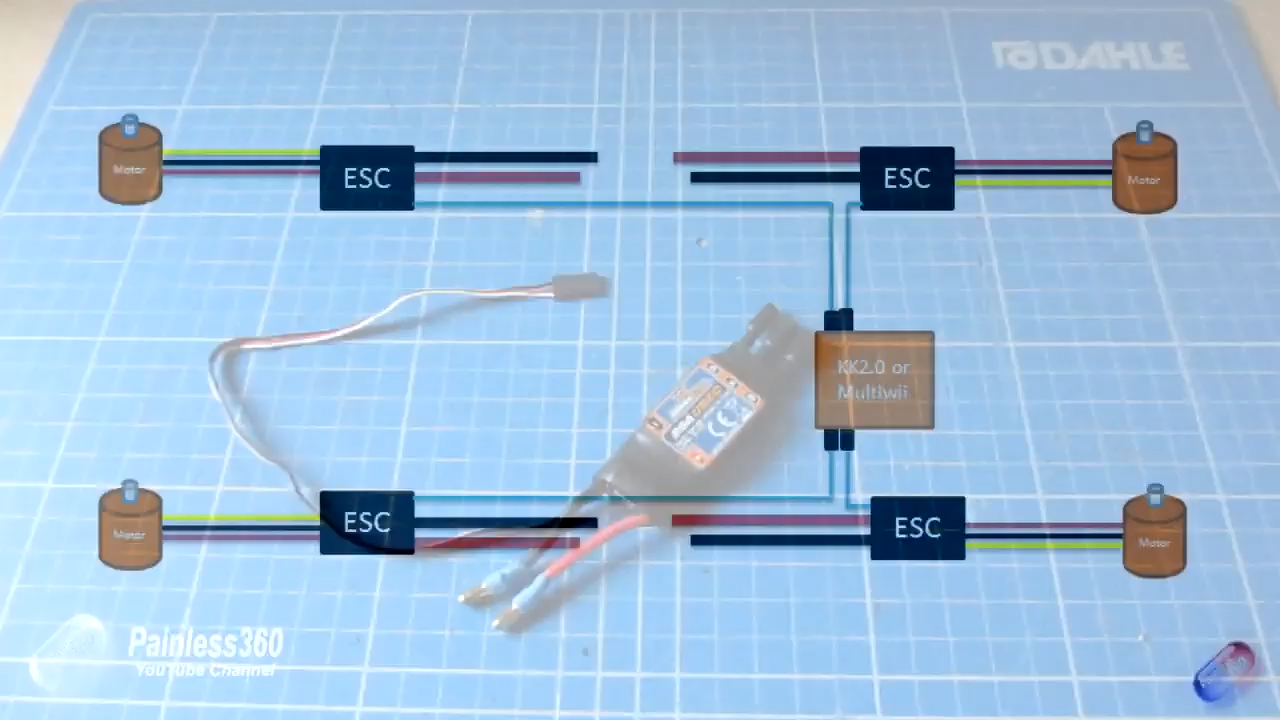 DAHLE
Motor
ESC
ESC
Motor
KK2.0 or
Multiwii
Motor
ESC
ESC
Motor
Painless360
YouTube Channel